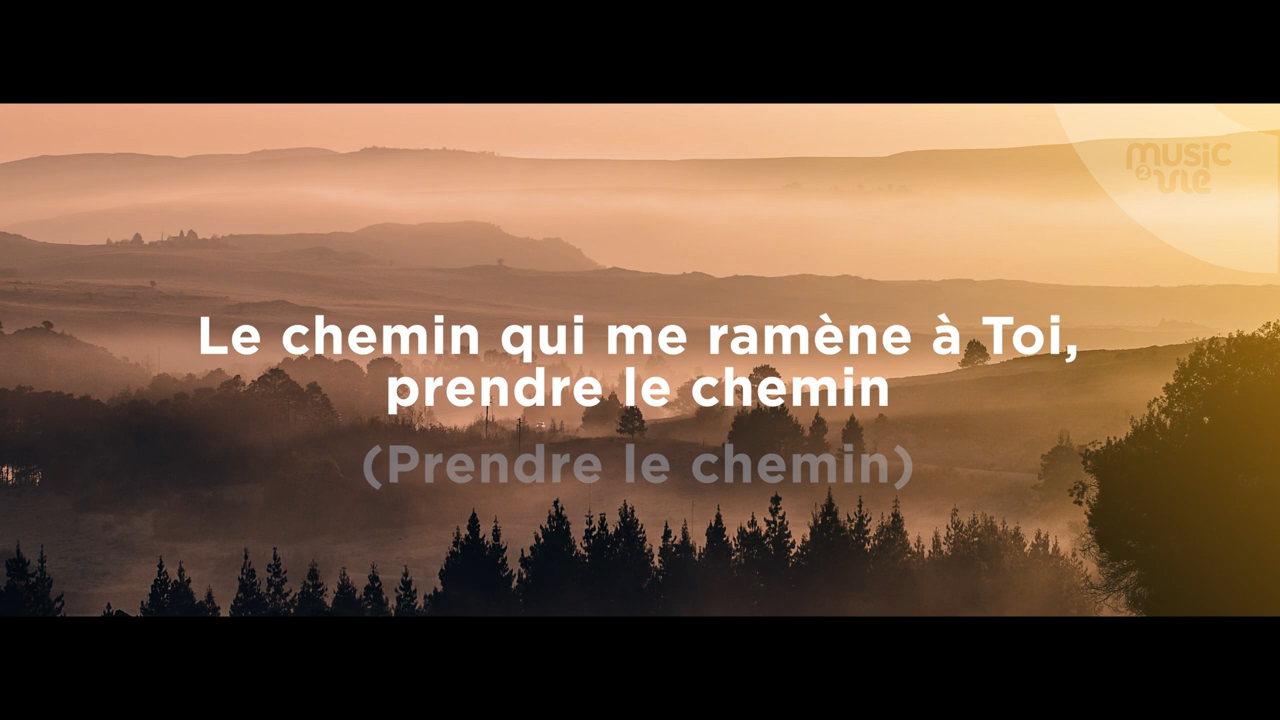 music
2 vie
Le chemin qui me ramène à Toi,
prendre le chemin
(Prendre le chemin)